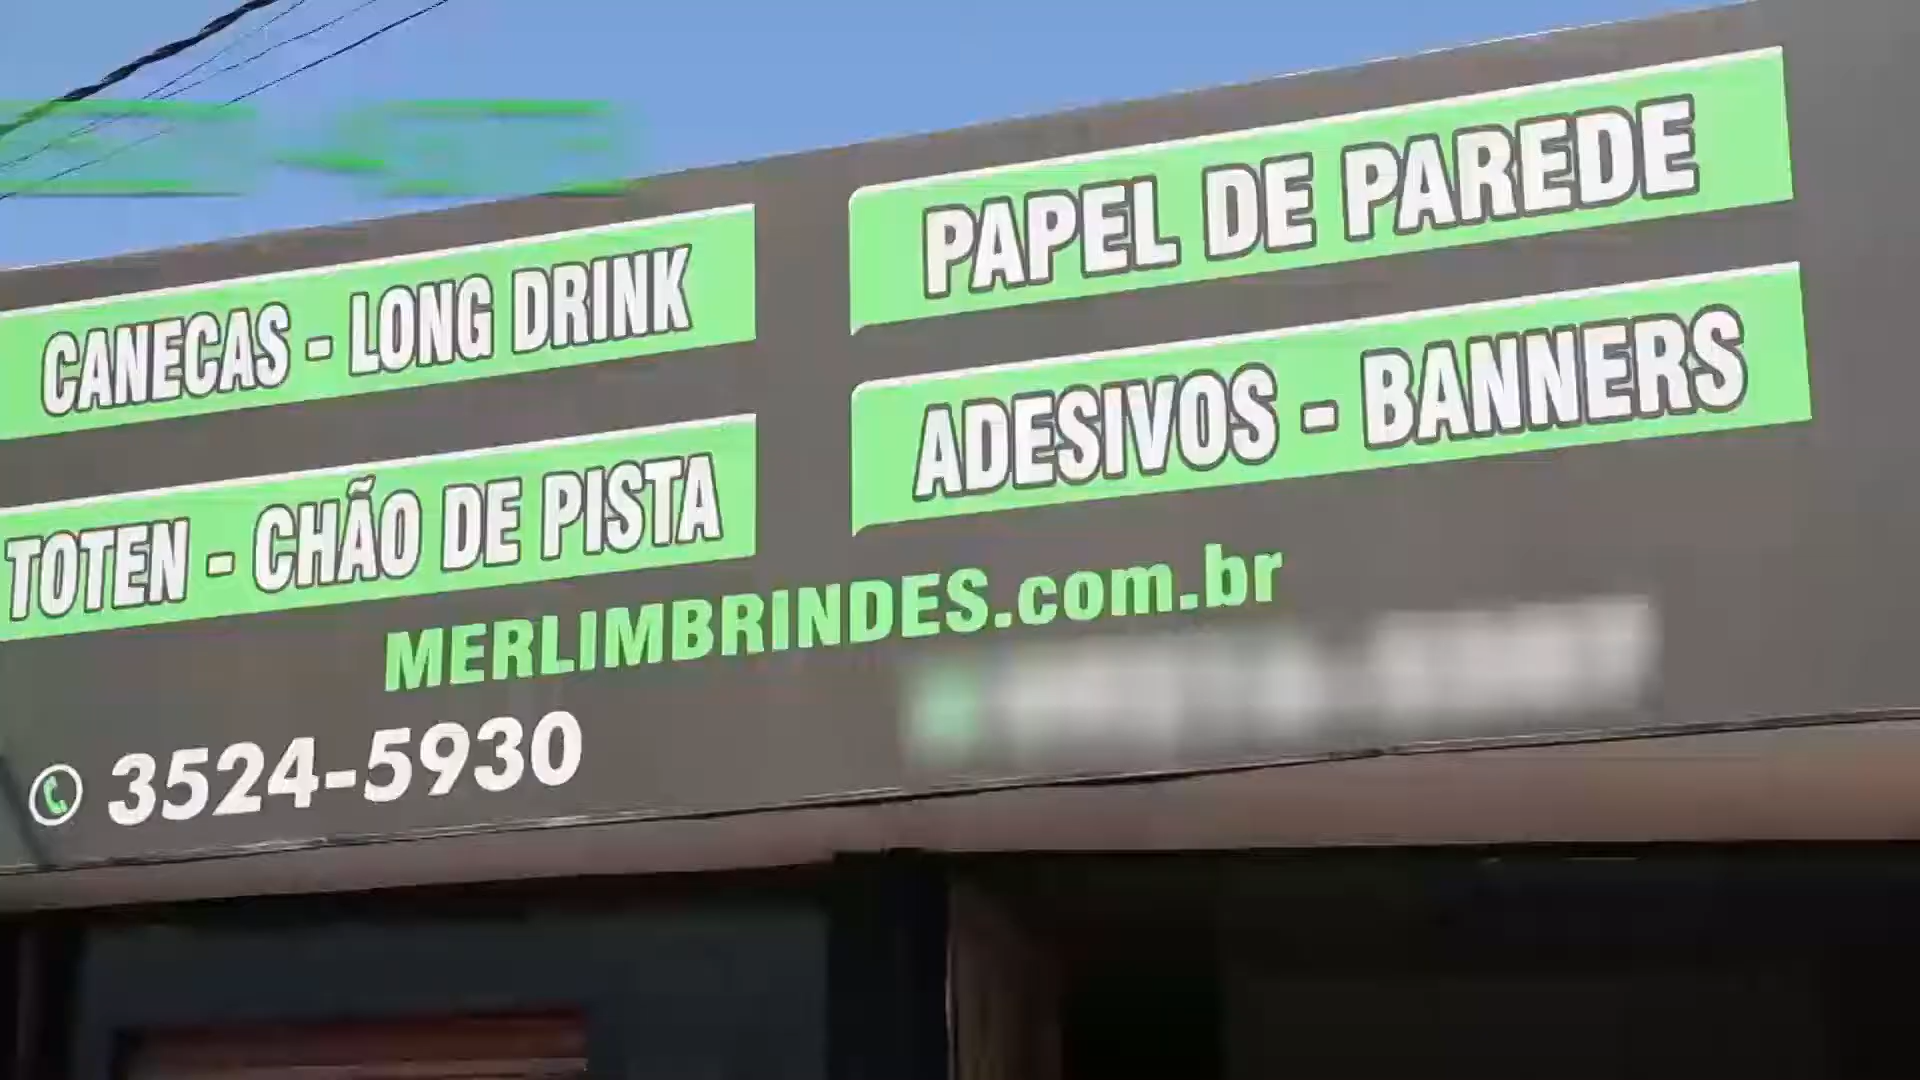 CANECAS - LONG DRINK
TOTEN - CHÃO DE PISTA
PAPEL DE PAREDE
ADESIVOS - BANNERS
MERLIMBRINDES.com.br
3524-5930